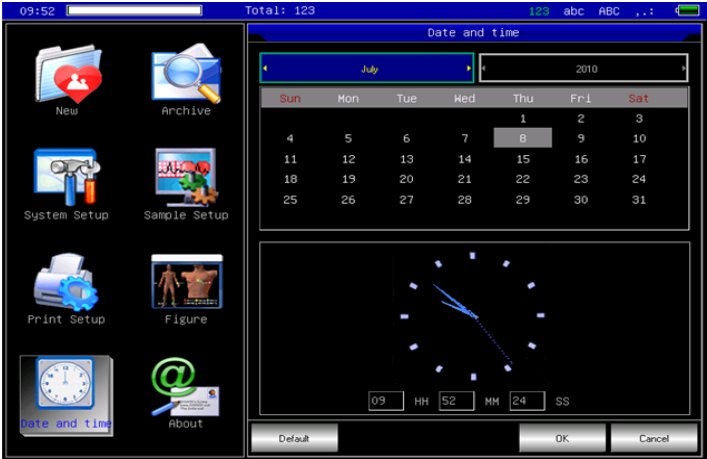 09:52 Total: 123 123 abc ABC ,.:
New Archive
System Setup Sample Setup
Print Setup Figure
Date and time About
Date and time
July 2010
Sun Mon Tue Wed Thu Fri Sat
1 2 3
4 5 6 7 8 9 10
11 12 13 14 15 16 17
18 19 20 21 22 23 24
25 26 27 28 29 30 31
09 HH 52 MM 24 SS
Default OK Cancel